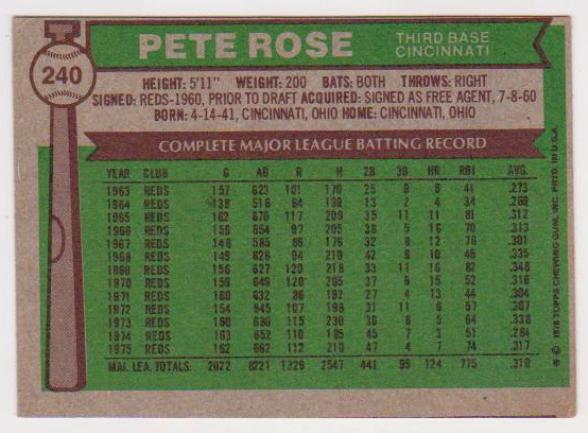 PETE ROSE
THIRD BASE
CINCINNATI
240
HEIGHT: 5'11" WEIGHT: 200 BATS: BOTH THROWS: RIGHT
SIGNED: REDS-1960, PRIOR TO DRAFT ACQUIRED: SIGNED AS FREE AGENT, 7-8-60
BORN: 4-14-41, CINCINNATI, OHIO HOME: CINCINNATI, OHIO
COMPLETE MAJOR LEAGUE BATTING RECORD
YEAR CLUB G AB R H 2B 3B HR RBI AVG.
1963 REDS 157 623 101 170 25 9 6 41 .273
1964 REDS 136 516 64 139 13 2 4 34 .269
1965 REDS 162 670 117 209 35 11 11 81 .312
1966 REDS 156 654 97 205 38 5 16 70 .313
1967 REDS 148 585 86 176 32 8 12 76 .301
1968 REDS 149 626 94 210 42 6 10 49 .335
1969 REDS 156 627 120 218 33 11 16 82 .348
1970 REDS 159 649 120 205 37 9 15 52 .316
1971 REDS 160 632 86 192 27 4 13 44 .304
1972 REDS 154 645 107 198 31 11 6 57 .307
1973 REDS 160 680 115 230 36 8 5 64 .338
1974 REDS 163 652 110 185 45 7 3 51 .284
1975 REDS 162 662 112 210 47 4 7 74 .317
MAJ. LEA. TOTALS: 2022 8221 1329 2547 441 95 124 775 .310
© 1976 TOPPS CHEWING GUM, INC. PRTD. IN U.S.A.